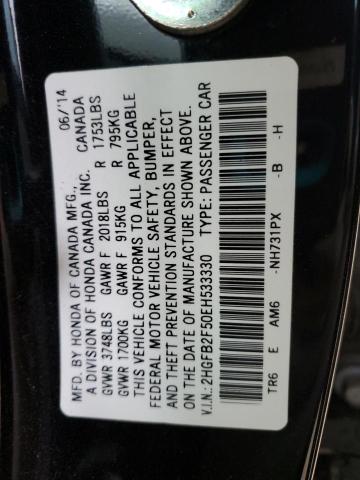 MFD. BY HONDA OF CANADA MFG., 06/'14
A DIVISION OF HONDA CANADA INC. CANADA
GVWR 3748LBS GAWR F 2018LBS R 1753LBS
GVWR 1700KG GAWR F 915KG R 795KG
THIS VEHICLE CONFORMS TO ALL APPLICABLE
FEDERAL MOTOR VEHICLE SAFETY, BUMPER,
AND THEFT PREVENTION STANDARDS IN EFFECT
ON THE DATE OF MANUFACTURE SHOWN ABOVE.
V.I.N.: 2HGFB2F50EH533330 TYPE: PASSENGER CAR
TR6 E AM6 -NH731PX -B -H